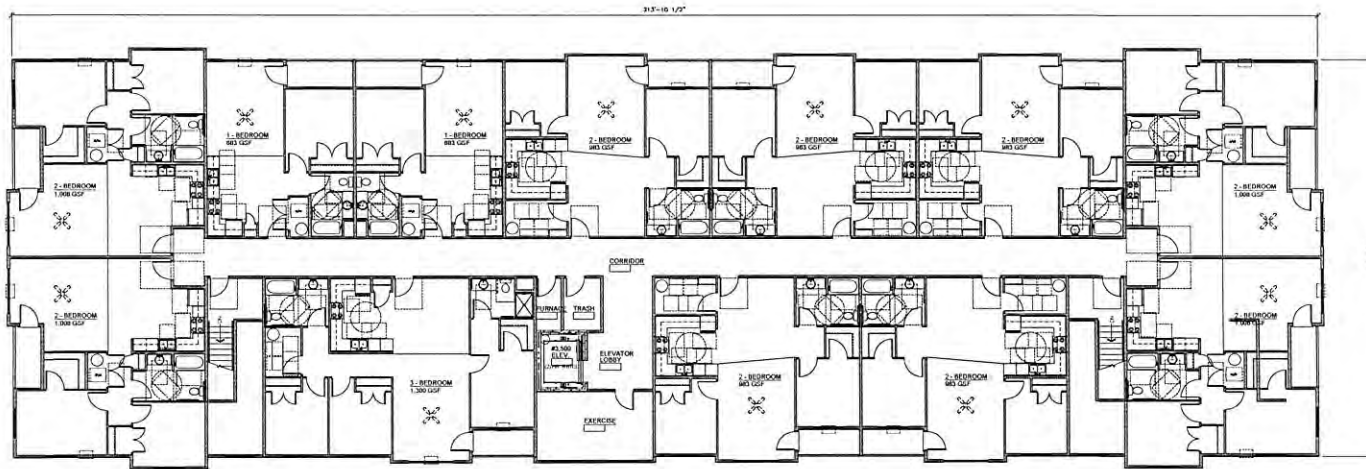 213'-10 1/2"
1 - BEDROOM
683 GSF
1 - BEDROOM
683 GSF
2 - BEDROOM
983 GSF
2 - BEDROOM
983 GSF
2 - BEDROOM
983 GSF
2 - BEDROOM
1,008 GSF
2 - BEDROOM
1,008 GSF
CORRIDOR
2 - BEDROOM
1,008 GSF
2 - BEDROOM
1,008 GSF
FURNACE
TRASH
#3,500
ELEV.
ELEVATOR
LOBBY
3 - BEDROOM
1,300 GSF
2 - BEDROOM
983 GSF
2 - BEDROOM
983 GSF
EXERCISE